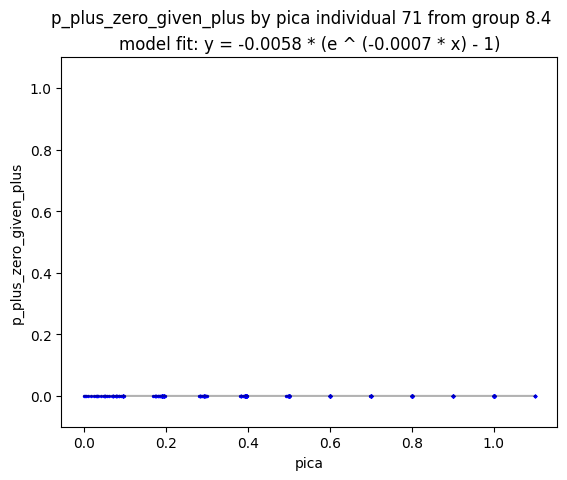 p_plus_zero_given_plus by pica individual 71 from group 8.4
model fit: y = -0.0058 * (e ^ (-0.0007 * x) - 1)
1.0
0.8
0.6
0.4
0.2
0.0
p_plus_zero_given_plus
0.0 0.2 0.4 0.6 0.8 1.0
pica